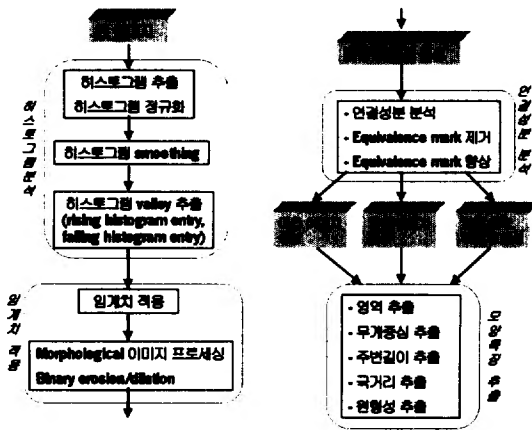 히스토그램 추출
히스토그램 정규화
히스토그램 smoothing
히스토그램 valley 추출
(rising histogram entry,
falling histogram entry)
히스토그램분석
임계치 적용
Morphological 이미지 프로세싱
Binary erosion/dilation
임계치 적용
- 연결성분 분석
- Equivalence mark 제거
- Equivalence mark 향상
연결성분 분석
- 영역 추출
- 무게중심 추출
- 주변길이 추출
- 극거리 추출
- 원형성 추출
모양특징 추출